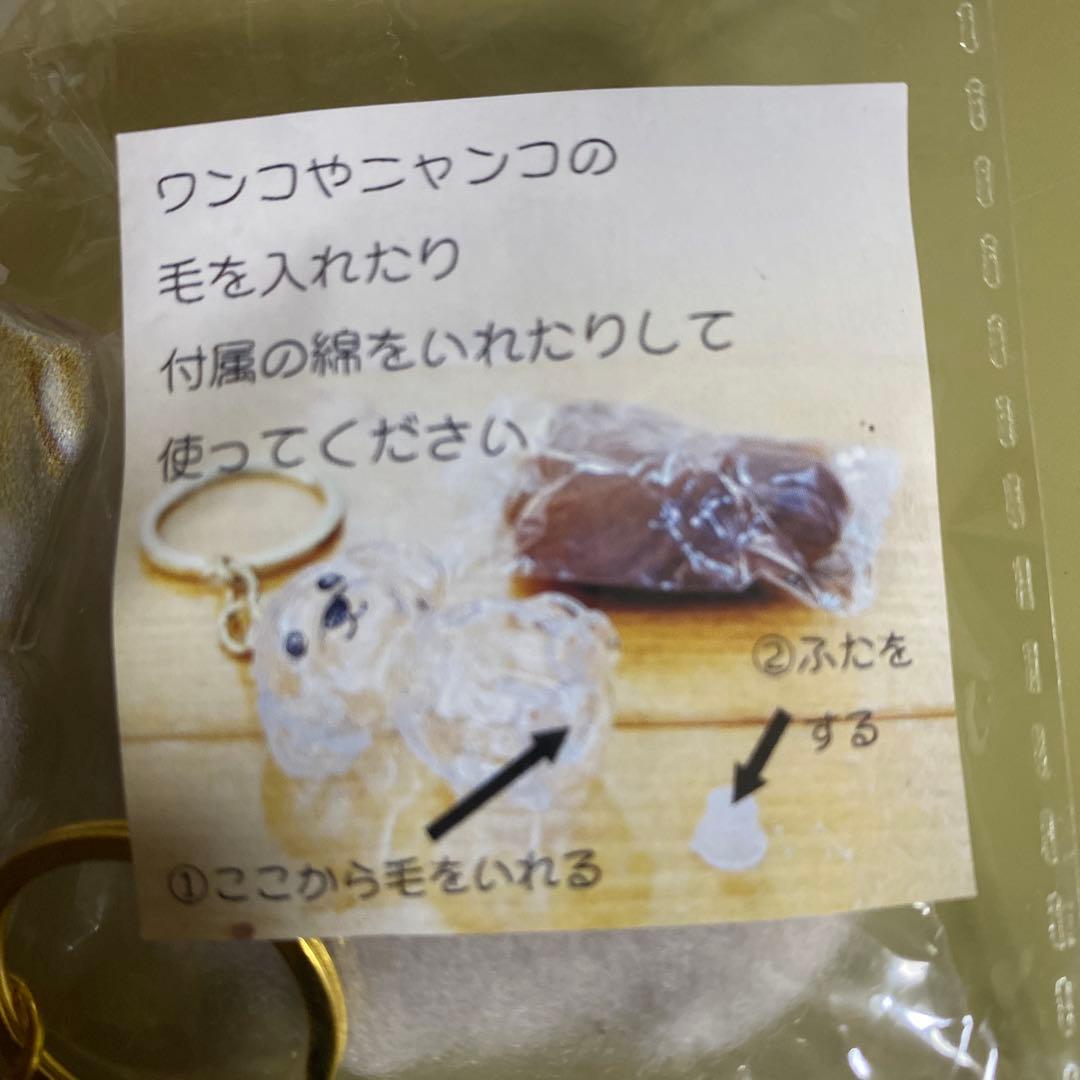 ワンコやニャンコの
毛を入れたり
付属の綿をいれたりして
使ってください
②ふたを
する
①ここから毛をいれる